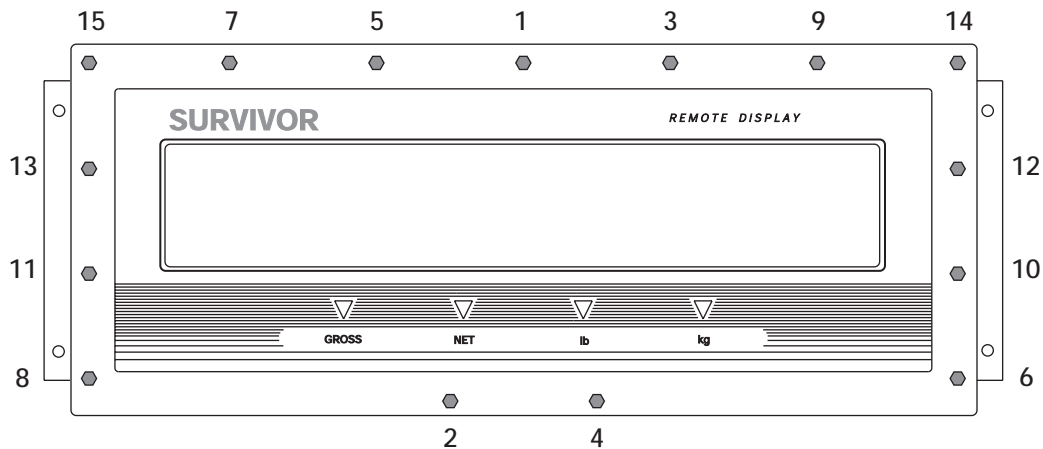 15 7 5 1 3 9 14
SURVIVOR
REMOTE DISPLAY
13 12
11 10
GROSS NET lb kg
8 6
2 4